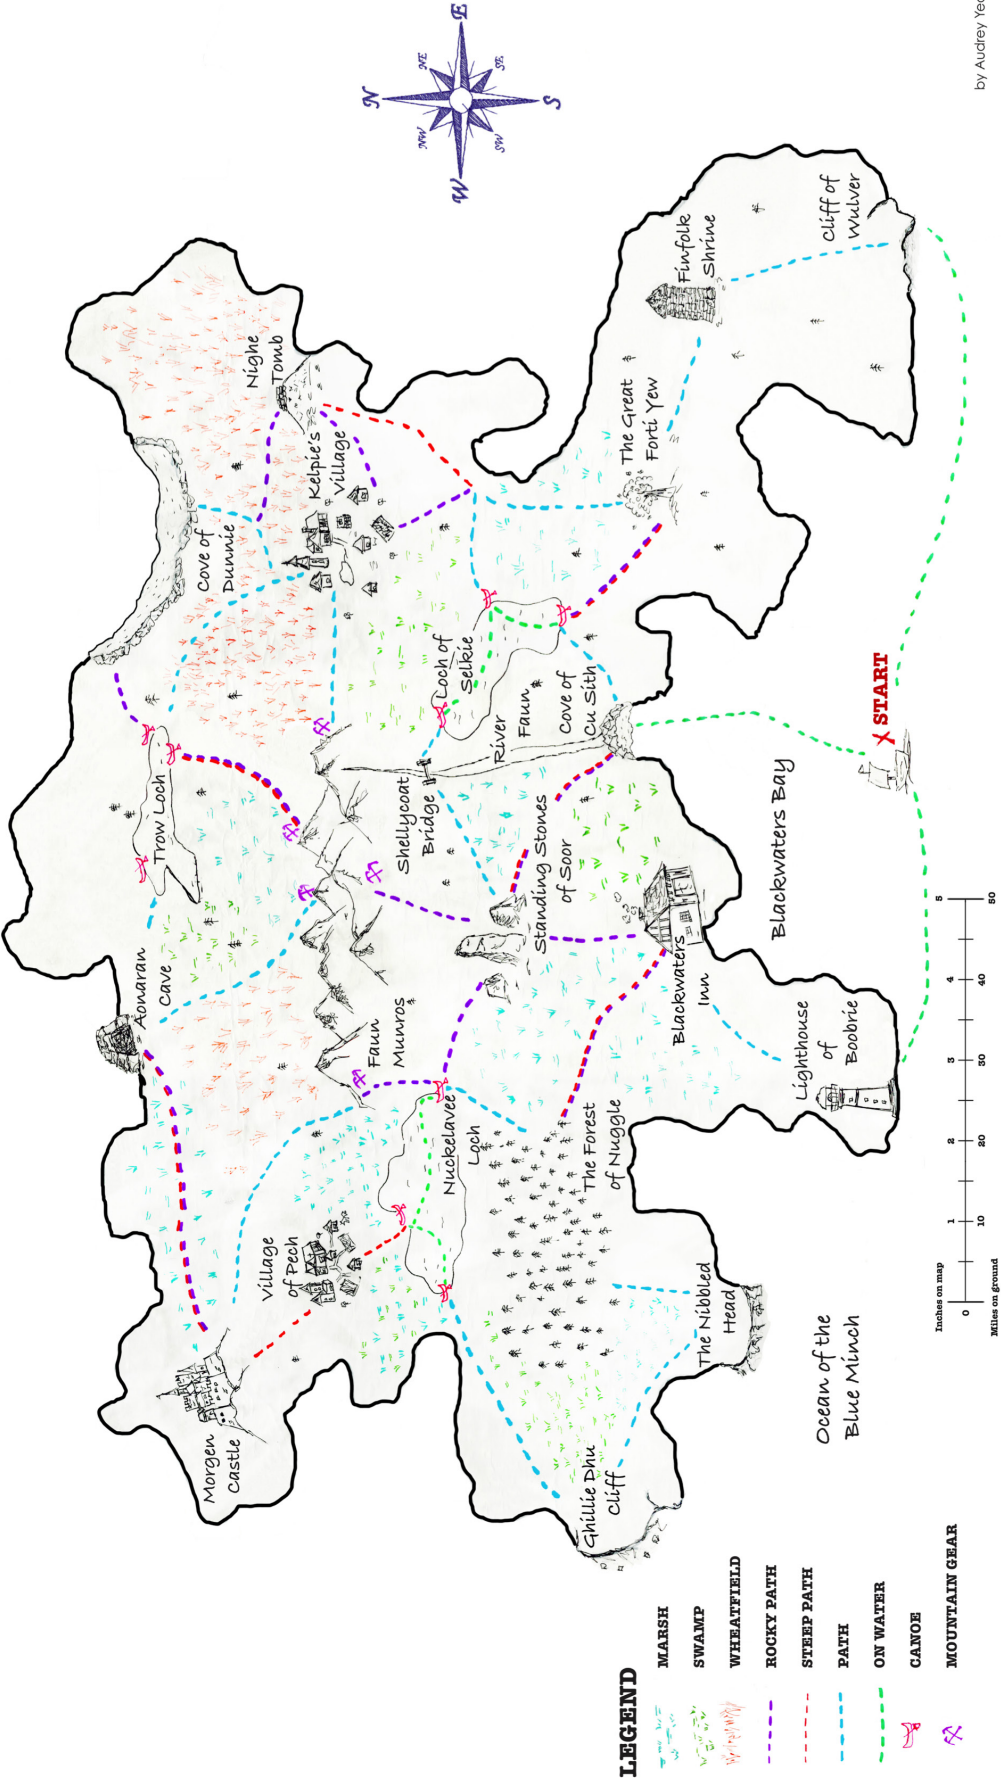 by Audrey Yeo
N
NE
E
SE
S
SW
W
NW
Nighe
Tomb
Kelpie's
Village
Cove of
Dunnie
Finfolk
Shrine
Cliff of
Wulver
The Great
Forti Yew
Trow Loch
Loch of
Selkie
River
Faun
Cove of
Cu Sith
Shellycoat
Bridge
Standing Stones
of Soor
X START
Blackwaters Bay
Aonaran
Cave
Faun
Munros
Blackwaters
Inn
Lighthouse
of
Boobrie
Nuckelavee
Loch
The Forest
of Nuggle
Village
of Pech
Morgen
Castle
The Nibbled
Head
Ghillie Dhu
Cliff
Ocean of the
Blue Minch
Inches on map
1 2 3 4 5
0 10 20 30 40 50
Miles on ground
LEGEND
MARSH
SWAMP
WHEATFIELD
ROCKY PATH
STEEP PATH
PATH
ON WATER
CANOE
MOUNTAIN GEAR